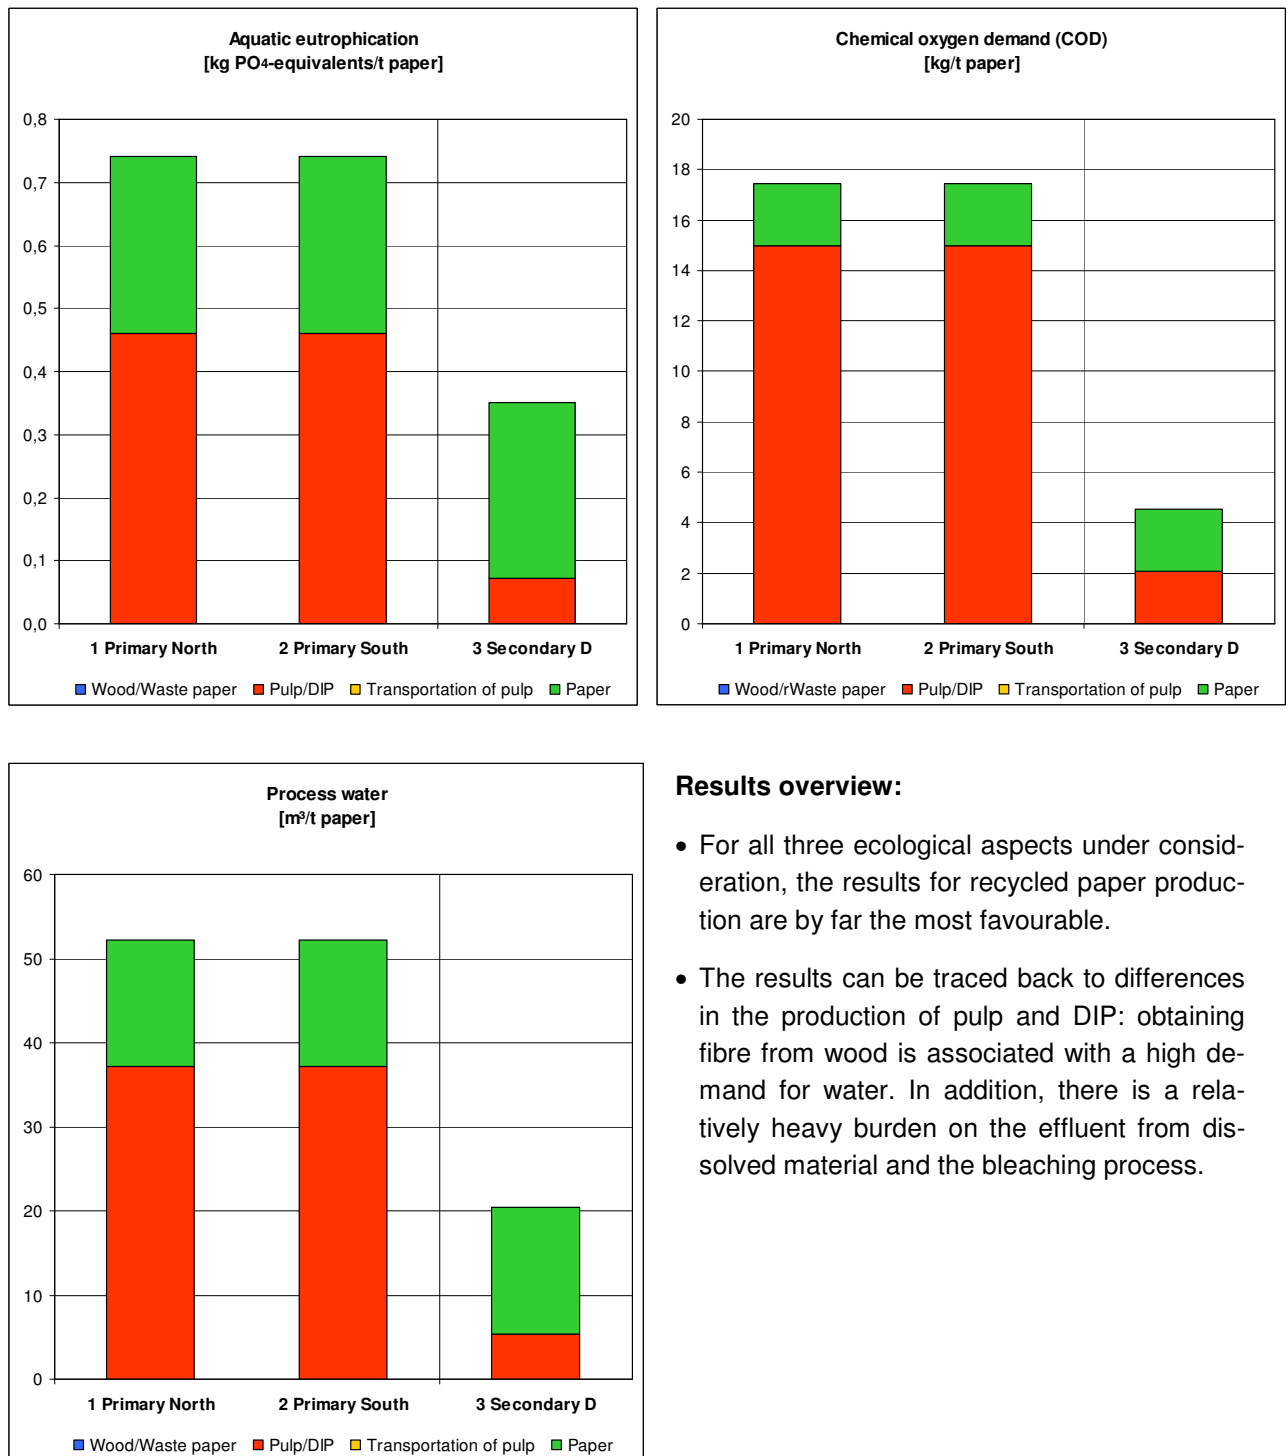 Aquatic eutrophication
[kg PO4-equivalents/t paper]
0,8
0,7
0,6
0,5
0,4
0,3
0,2
0,1
0,0
1 Primary North 2 Primary South 3 Secondary D
Wood/Waste paper Pulp/DIP Transportation of pulp Paper
Chemical oxygen demand (COD)
[kg/t paper]
20
18
16
14
12
10
8
6
4
2
0
1 Primary North 2 Primary South 3 Secondary D
Wood/rWaste paper Pulp/DIP Transportation of pulp Paper
Process water
[m³/t paper]
60
50
40
30
20
10
0
1 Primary North 2 Primary South 3 Secondary D
Wood/Waste paper Pulp/DIP Transportation of pulp Paper
Results overview:
• For all three ecological aspects under consid-
eration, the results for recycled paper produc-
tion are by far the most favourable.
• The results can be traced back to differences
in the production of pulp and DIP: obtaining
fibre from wood is associated with a high de-
mand for water. In addition, there is a rela-
tively heavy burden on the effluent from dis-
solved material and the bleaching process.